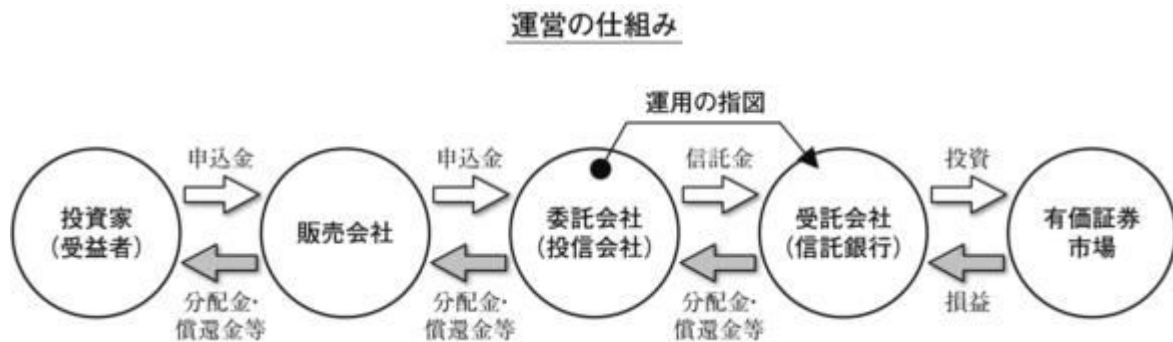 運営の仕組み
運用の指図
申込金
申込金
信託金
投資
投資家
(受益者)
販売会社
委託会社
(投信会社)
受託会社
(信託銀行)
有価証券
市場
分配金・
償還金等
分配金・
償還金等
分配金・
償還金等
損益